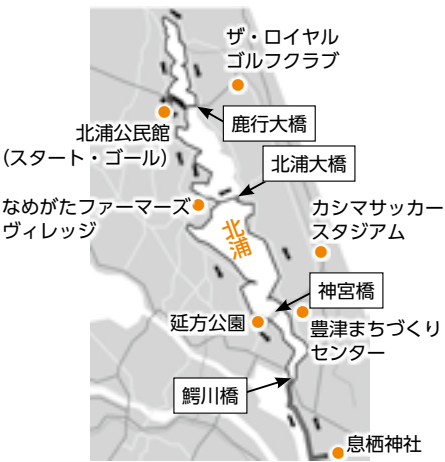 ザ・ロイヤル
ゴルフクラブ
鹿行大橋
北浦公民館
(スタート・ゴール)
北浦大橋
なめがたファーマーズ
ヴィレッジ
北浦
カシマサッカー
スタジアム
神宮橋
延方公園
豊津まちづくり
センター
鰐川橋
息栖神社